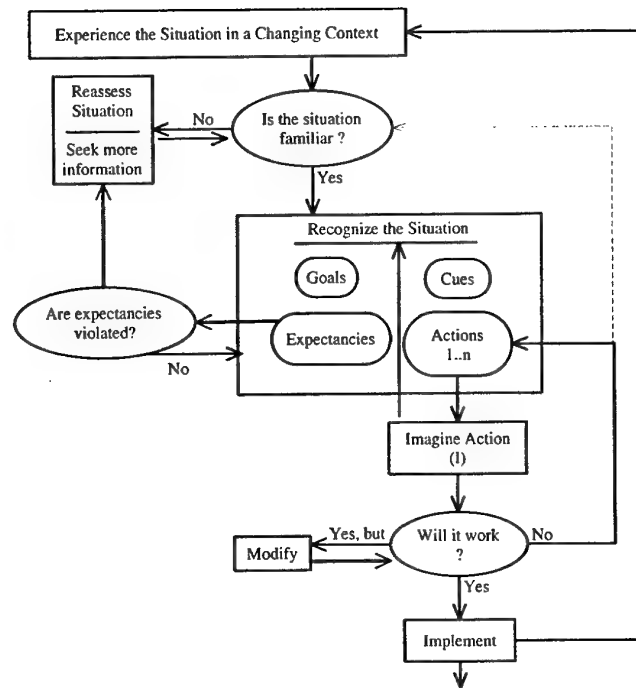 Experience the Situation in a Changing Context
Reassess
Situation
Seek more
information
No
Is the situation
familiar ?
Yes
Recognize the Situation
Goals
Cues
Are expectancies
violated?
Expectancies
Actions
1..n
No
Imagine Action
(1)
Yes, but
Will it work
?
No
Modify
Yes
Implement